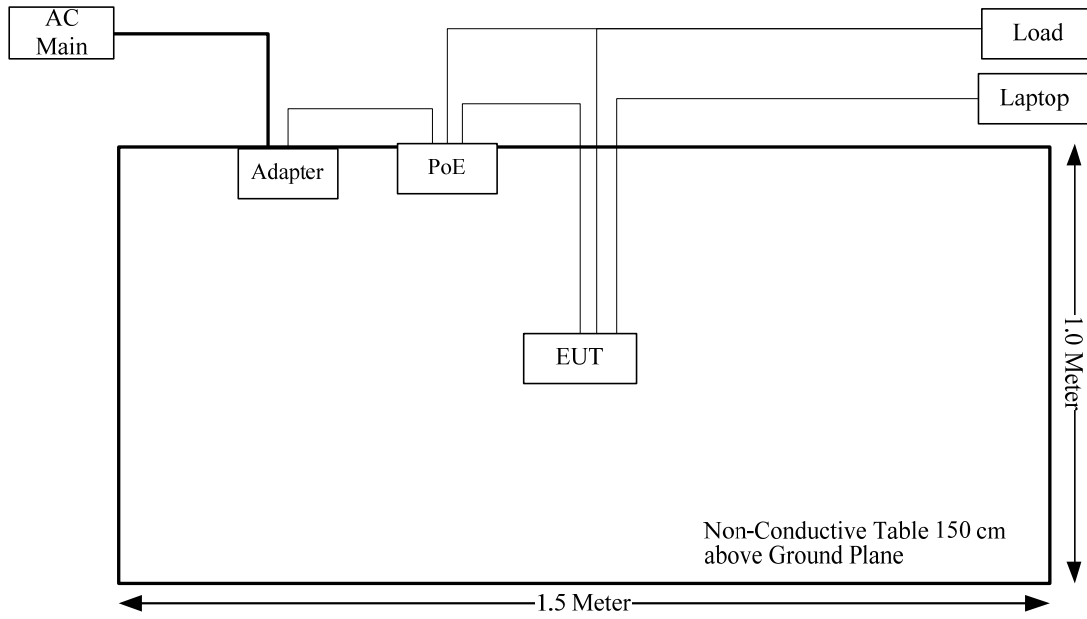 AC
Main
Load
Laptop
Adapter
PoE
EUT
1.0 Meter
Non-Conductive Table 150 cm
above Ground Plane
1.5 Meter